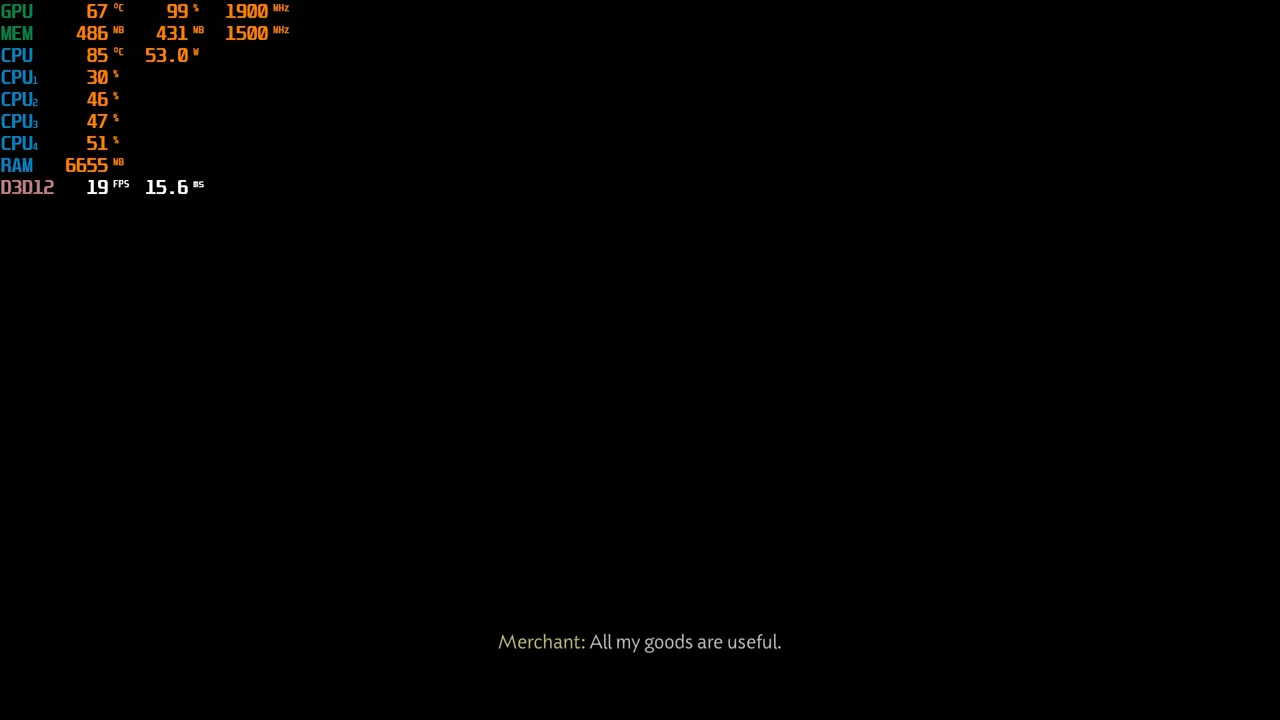 GPU 67 °C 99 % 1900 MHz
MEM 486 MB 431 MB 1500 MHz
CPU 85 °C 53.0 W
CPU1 30 %
CPU2 46 %
CPU3 47 %
CPU4 51 %
RAM 6655 MB
D3D12 19 FPS 15.6 ms
Merchant: All my goods are useful.